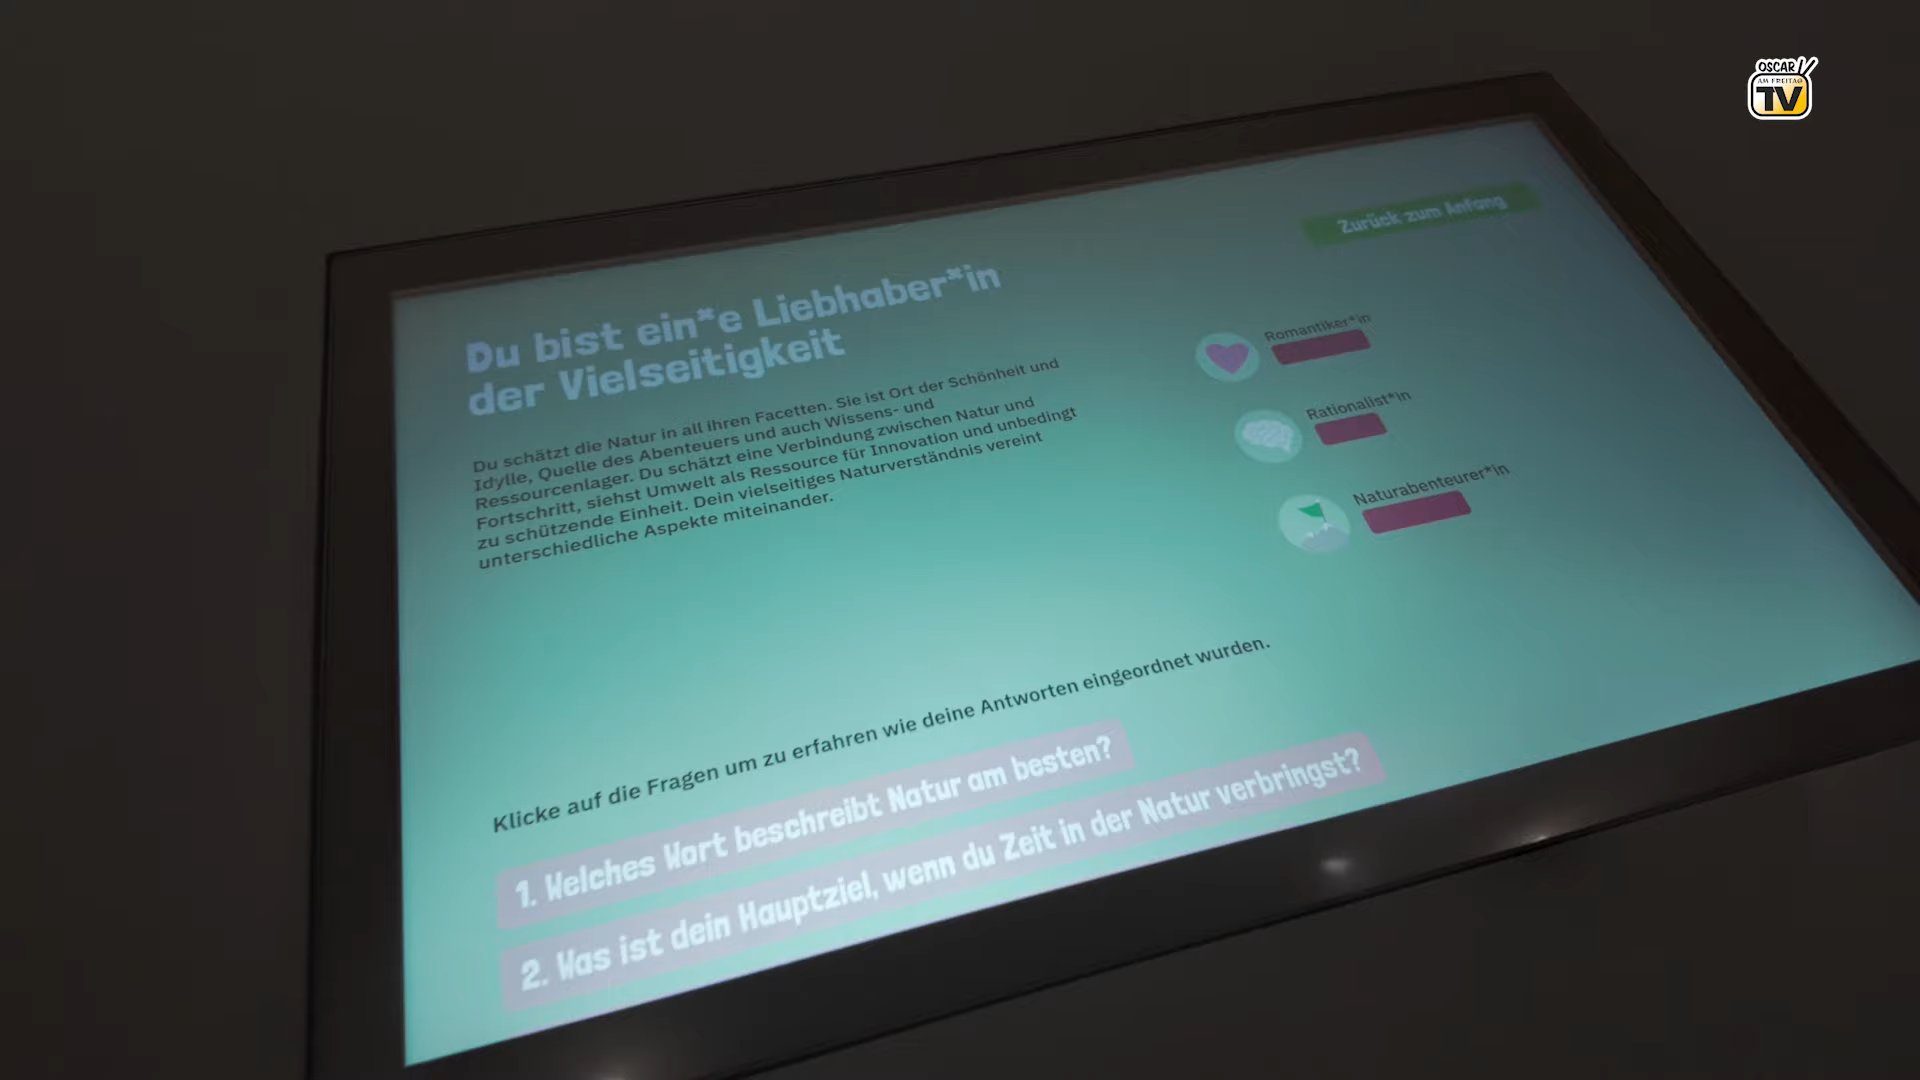 OSCAR
AM FREITAG
TV
Zurück zum Anfang
Du bist ein*e Liebhaber*in
der Vielseitigkeit
Du schätzt die Natur in all ihren Facetten. Sie ist Ort der Schönheit und
Idylle, Quelle des Abenteuers und auch Wissens- und
Ressourcenlager. Du schätzt eine Verbindung zwischen Natur und
Fortschritt, siehst Umwelt als Ressource für Innovation und unbedingt
zu schützende Einheit. Dein vielseitiges Naturverständnis vereint
unterschiedliche Aspekte miteinander.
Romantiker*in
Rationalist*in
Naturabenteurer*in
Klicke auf die Fragen um zu erfahren wie deine Antworten eingeordnet wurden.
1. Welches Wort beschreibt Natur am besten?
2. Was ist dein Hauptziel, wenn du Zeit in der Natur verbringst?